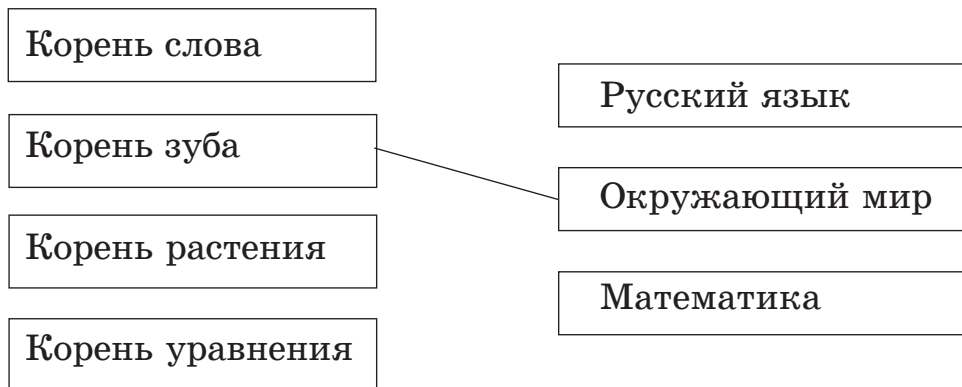 Корень слова
Корень зуба
Корень растения
Корень уравнения
Русский язык
Окружающий мир
Математика